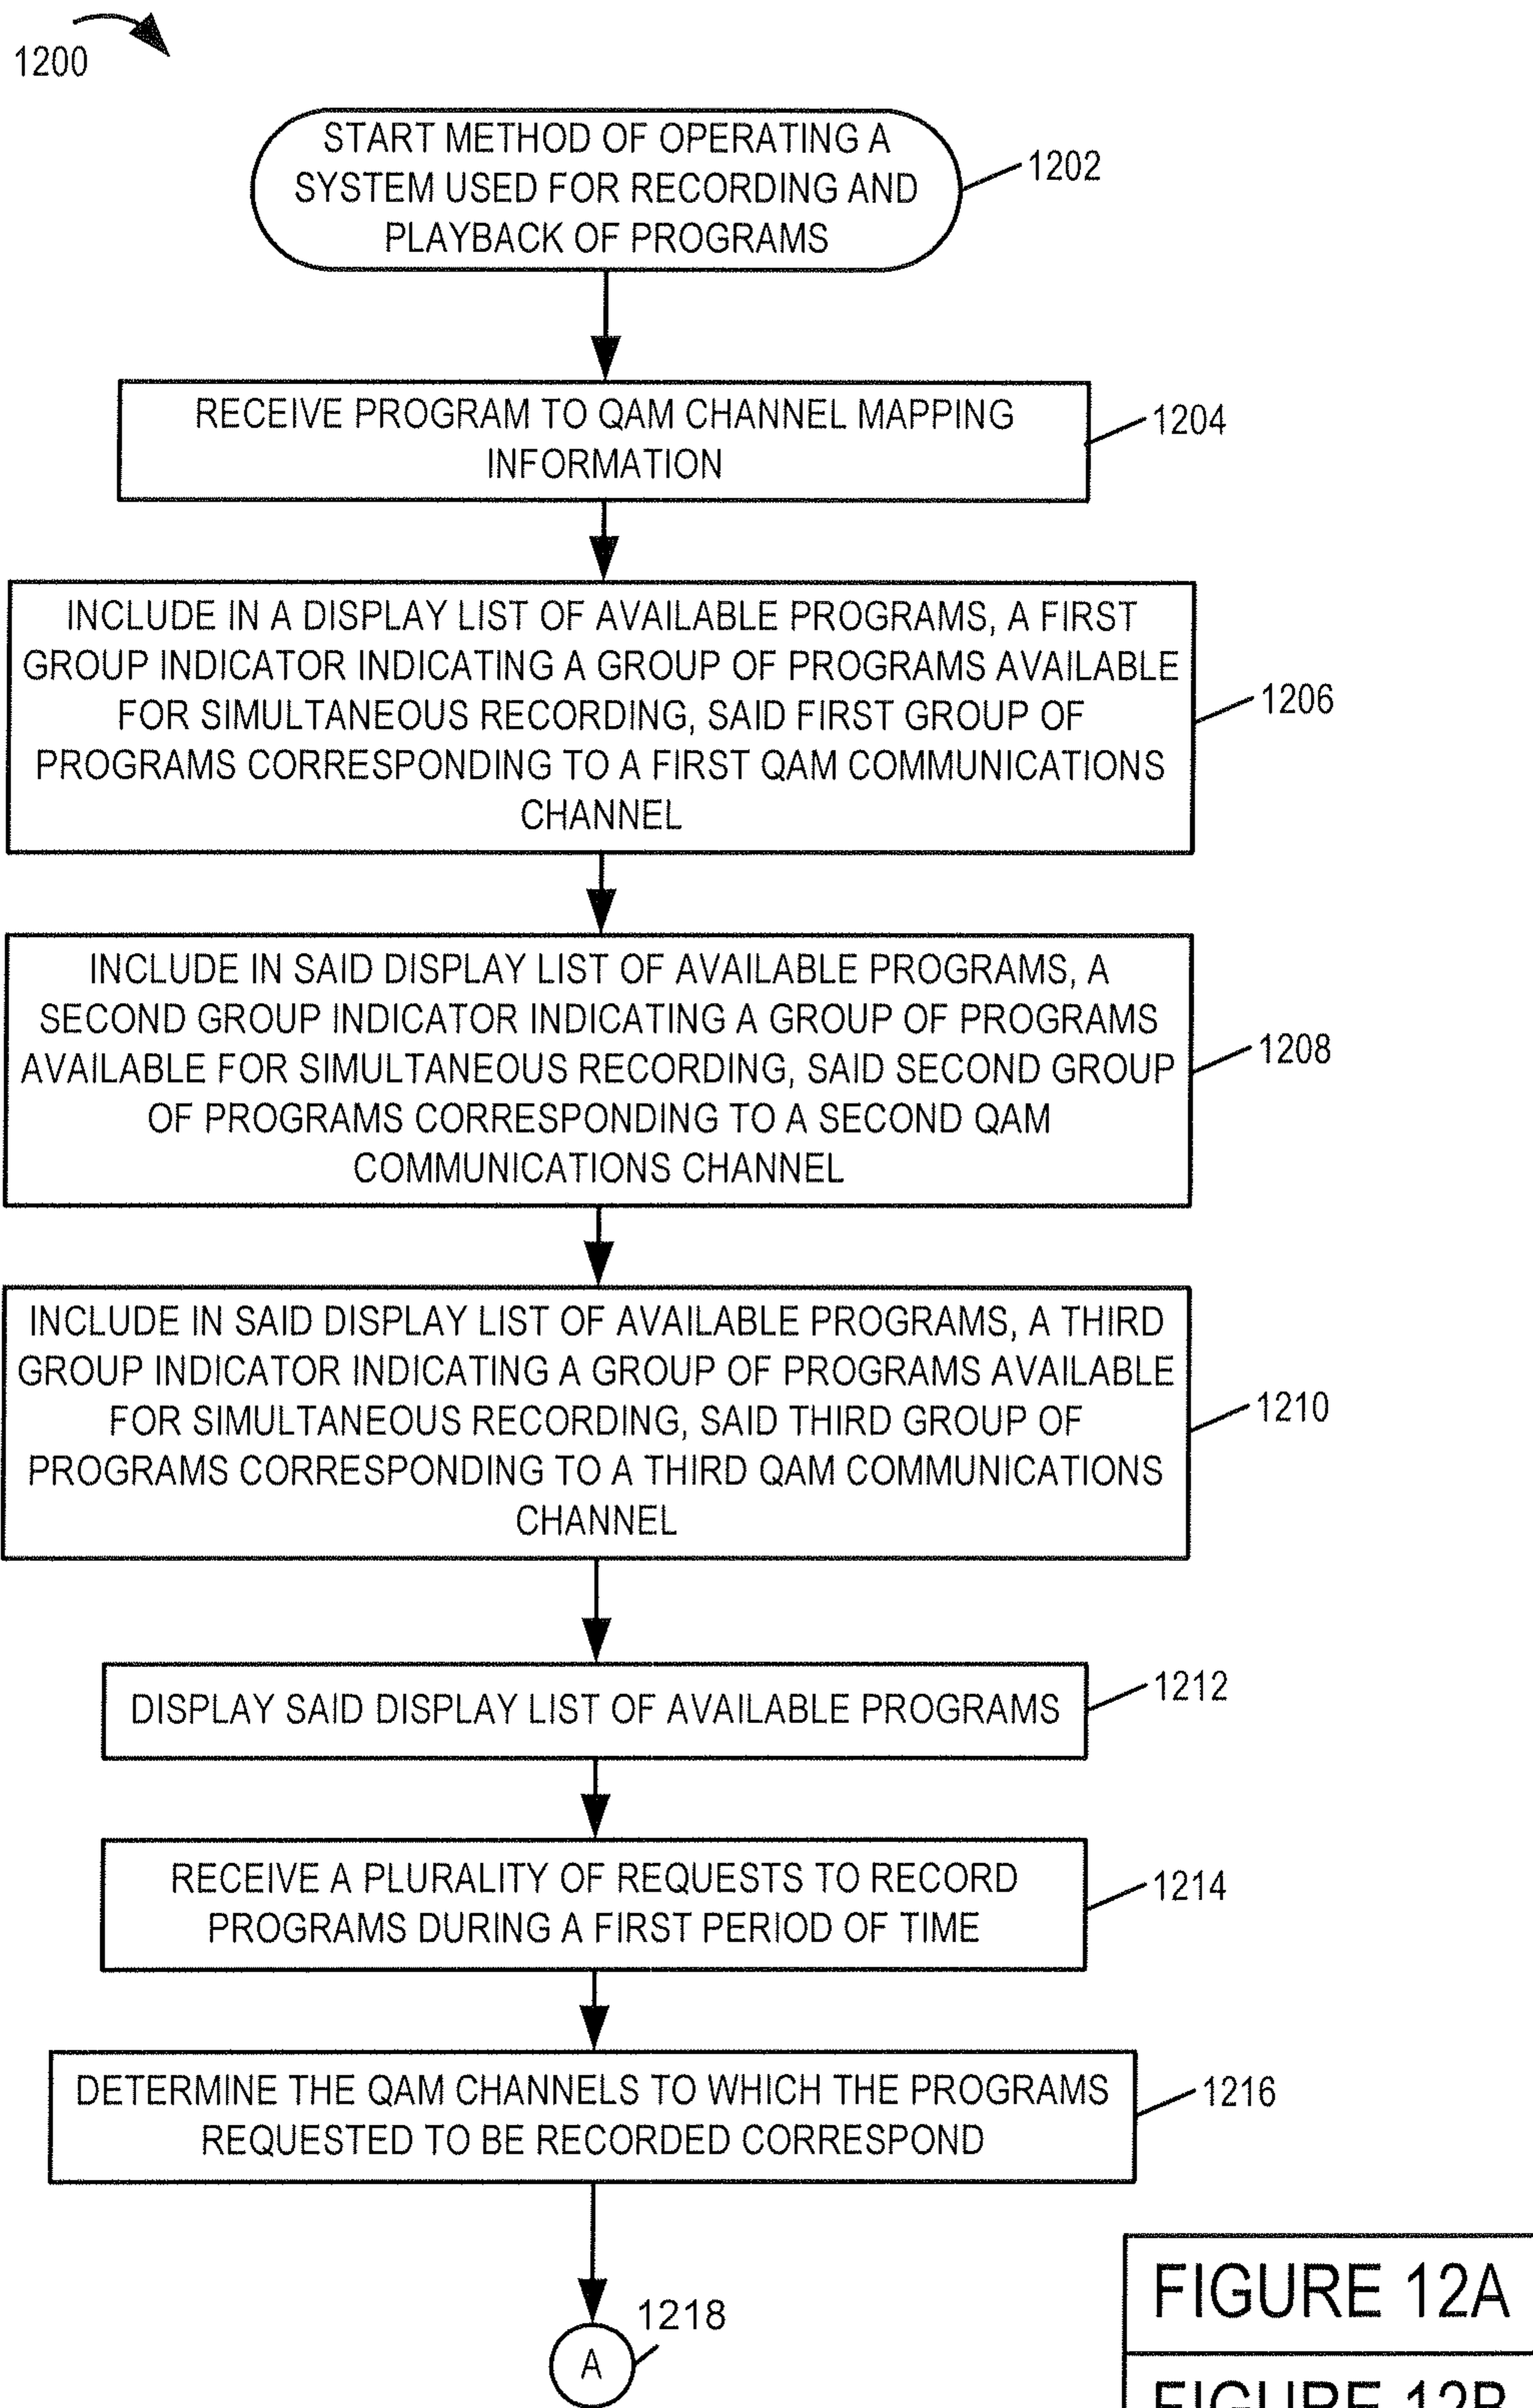 1200
START METHOD OF OPERATING A
SYSTEM USED FOR RECORDING AND
PLAYBACK OF PROGRAMS
1202
RECEIVE PROGRAM TO QAM CHANNEL MAPPING
INFORMATION
1204
INCLUDE IN A DISPLAY LIST OF AVAILABLE PROGRAMS, A FIRST
GROUP INDICATOR INDICATING A GROUP OF PROGRAMS AVAILABLE
FOR SIMULTANEOUS RECORDING, SAID FIRST GROUP OF
PROGRAMS CORRESPONDING TO A FIRST QAM COMMUNICATIONS
CHANNEL
1206
INCLUDE IN SAID DISPLAY LIST OF AVAILABLE PROGRAMS, A
SECOND GROUP INDICATOR INDICATING A GROUP OF PROGRAMS
AVAILABLE FOR SIMULTANEOUS RECORDING, SAID SECOND GROUP
OF PROGRAMS CORRESPONDING TO A SECOND QAM
COMMUNICATIONS CHANNEL
1208
INCLUDE IN SAID DISPLAY LIST OF AVAILABLE PROGRAMS, A THIRD
GROUP INDICATOR INDICATING A GROUP OF PROGRAMS AVAILABLE
FOR SIMULTANEOUS RECORDING, SAID THIRD GROUP OF
PROGRAMS CORRESPONDING TO A THIRD QAM COMMUNICATIONS
CHANNEL
1210
DISPLAY SAID DISPLAY LIST OF AVAILABLE PROGRAMS
1212
RECEIVE A PLURALITY OF REQUESTS TO RECORD
PROGRAMS DURING A FIRST PERIOD OF TIME
1214
DETERMINE THE QAM CHANNELS TO WHICH THE PROGRAMS
REQUESTED TO BE RECORDED CORRESPOND
1216
A
1218
FIGURE 12A
FIGURE 12B